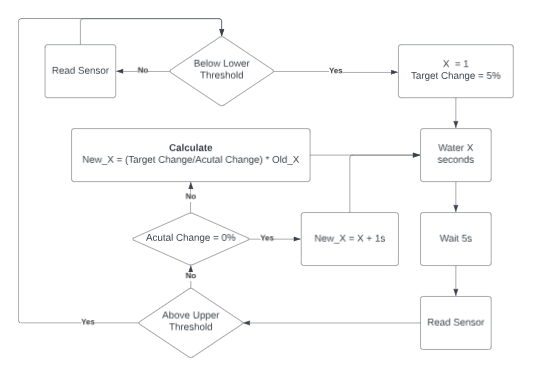 Below Lower
Threshold
Read Sensor
No
Yes
X = 1
Target Change = 5%
Calculate
New_X = (Target Change/Acutal Change) * Old_X
Water X
seconds
No
Acutal Change = 0%
Yes
New_X = X + 1s
Wait 5s
No
Above Upper
Threshold
Yes
Read Sensor